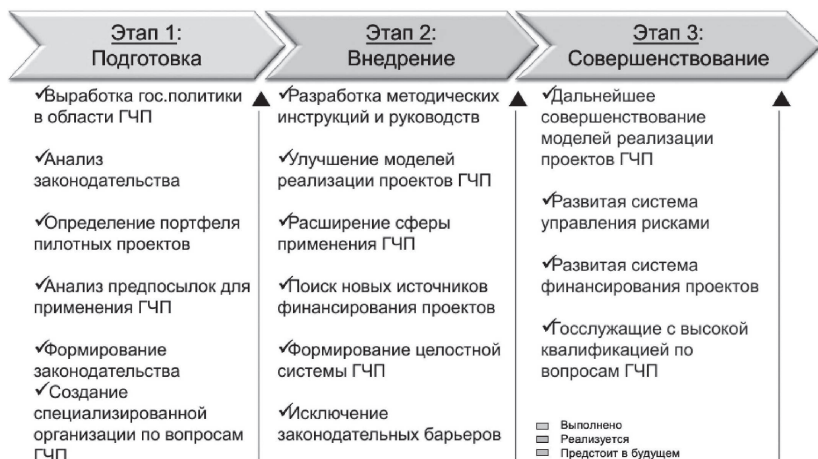 Этап 1:
Подготовка
✓Выработка гос.политики
в области ГЧП
✓Анализ
законодательства
✓Определение портфеля
пилотных проектов
✓Анализ предпосылок для
применения ГЧП
✓Формирование
законодательства
✓Создание
специализированной
организации по вопросам
ГЧП
Этап 2:
Внедрение
✓Разработка методических
инструкций и руководств
✓Улучшение моделей
реализации проектов ГЧП
✓Расширение сферы
применения ГЧП
✓Поиск новых источников
финансирования проектов
✓Формирование целостной
системы ГЧП
✓Исключение
законодательных барьеров
Этап 3:
Совершенствование
✓Дальнейшее
совершенствование
моделей реализации
проектов ГЧП
✓Развитая система
управления рисками
✓Развитая система
финансирования проектов
✓Госслужащие с высокой
квалификацией по
вопросам ГЧП
Выполнено
Реализуется
Предстоит в будущем